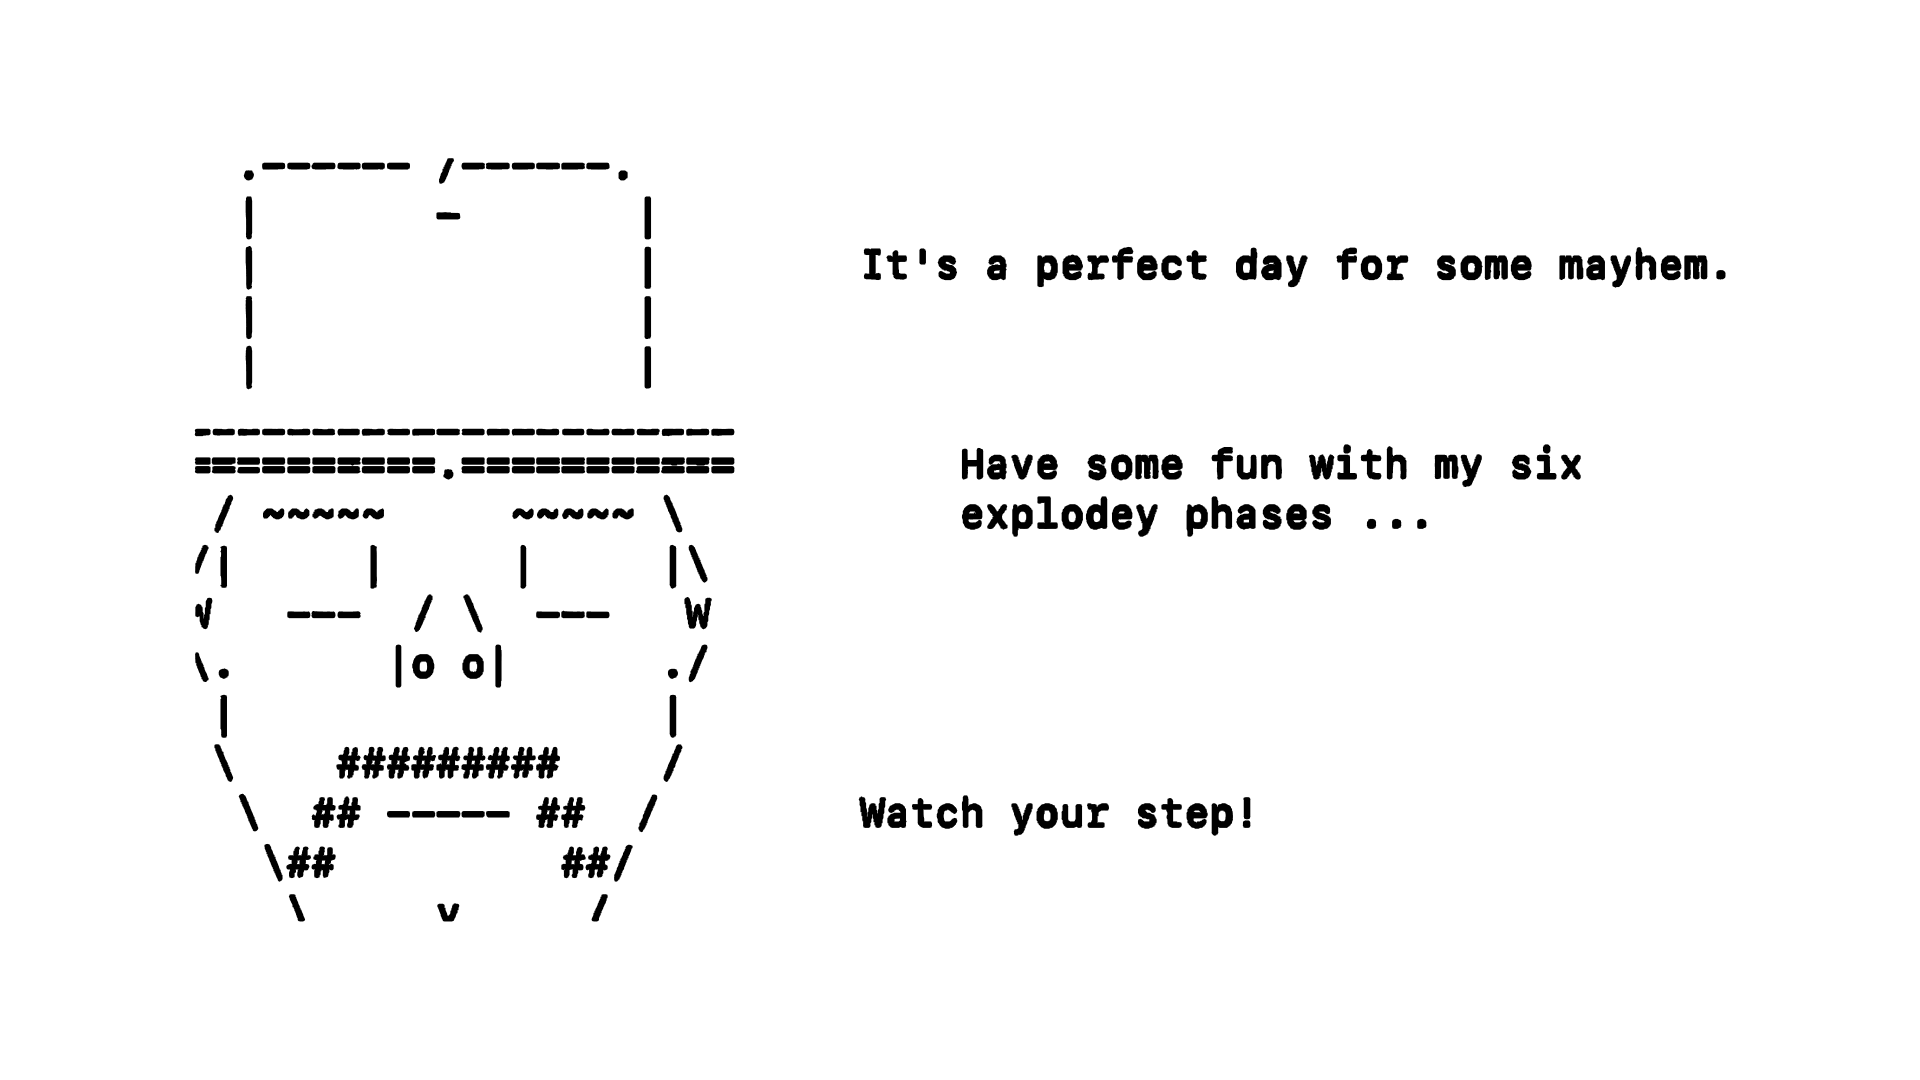 It's a perfect day for some mayhem.
Have some fun with my six
explodey phases ...
Watch your step!